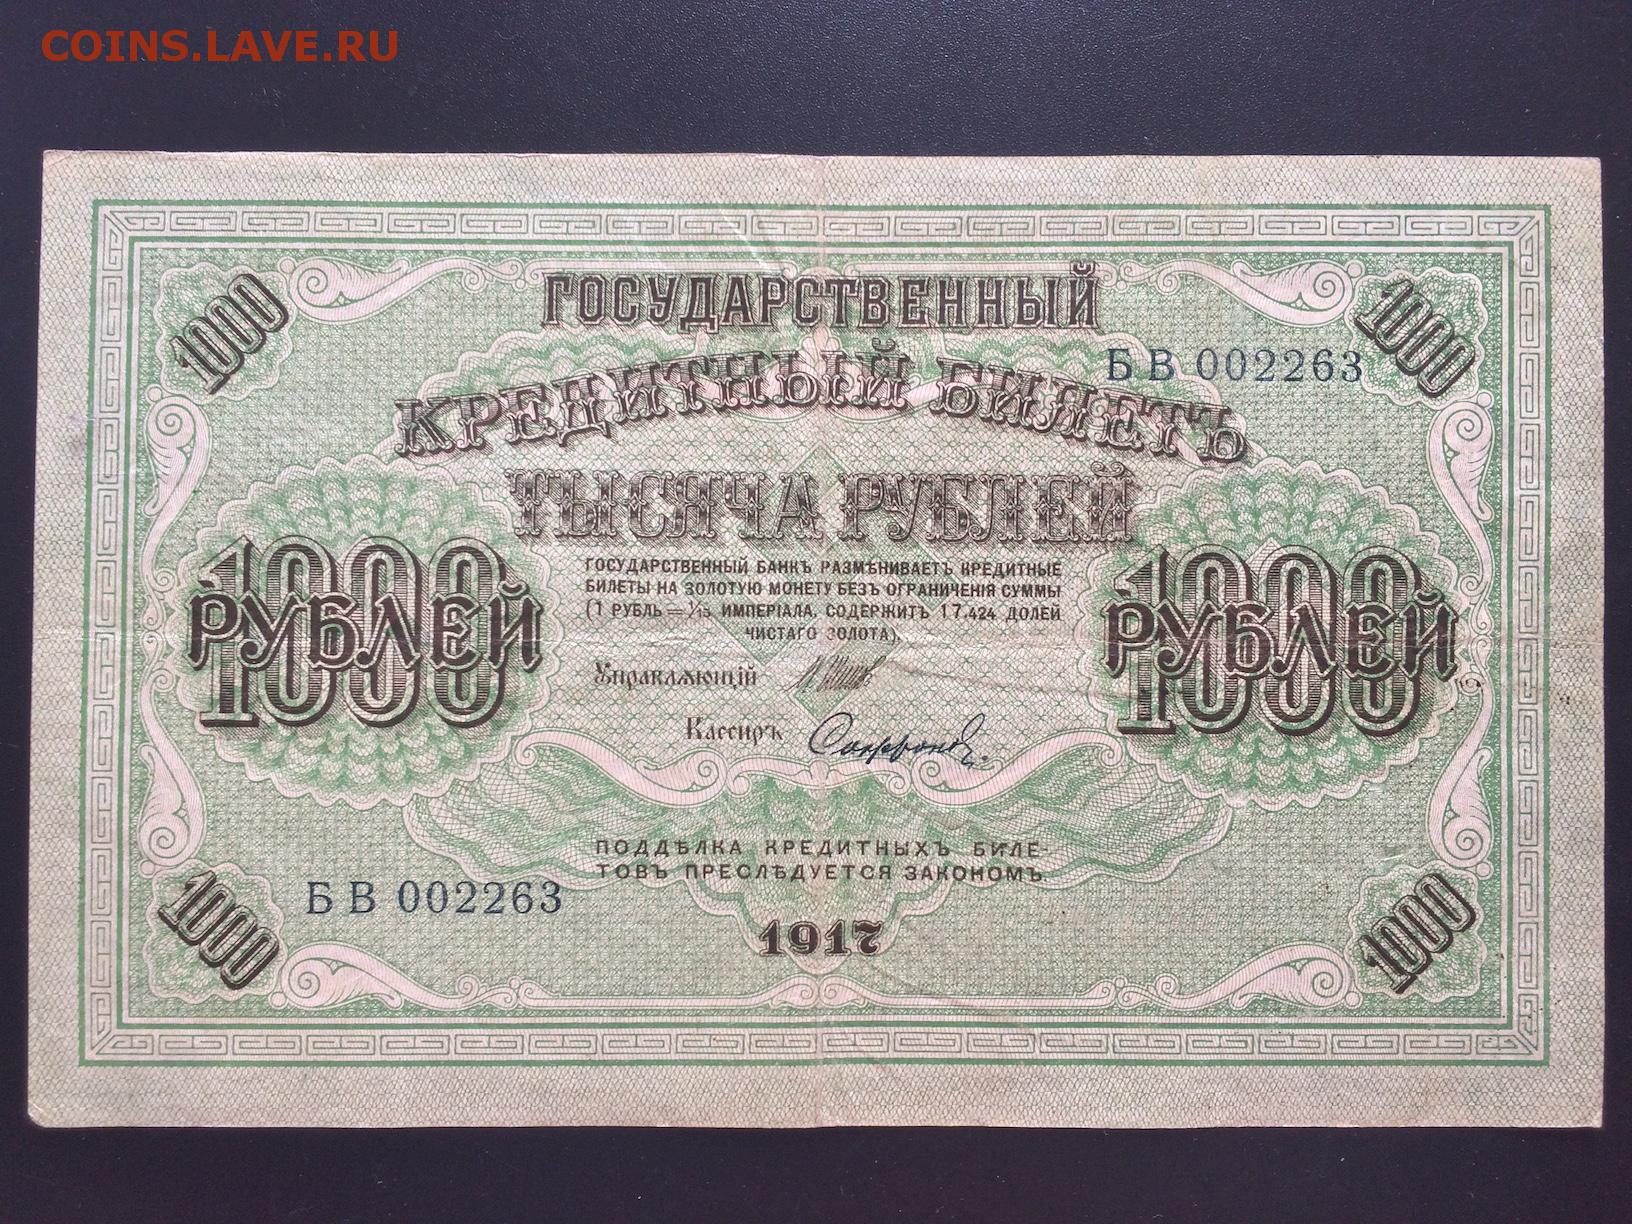 COINS.LAVE.RU
1000
1000
ГОСУДАРСТВЕННЫЙ
БВ 002263
КРЕДИТНЫЙ БИЛЕТЪ
ТЫСЯЧА РУБЛЕЙ
1000 РУБЛЕЙ
1000 РУБЛЕЙ
ГОСУДАРСТВЕННЫЙ БАНКЪ РАЗМѢНИВАЕТЪ КРЕДИТНЫЕ
БИЛЕТЫ НА ЗОЛОТУЮ МОНЕТУ БЕЗЪ ОГРАНИЧЕНІЯ СУММЫ
(1 РУБЛЬ = 1/15 ИМПЕРІАЛА, СОДЕРЖИТЪ 17,424 ДОЛЕЙ
ЧИСТАГО ЗОЛОТА).
Управляющій
Кассиръ Сафронов
ПОДДѢЛКА КРЕДИТНЫХЪ БИЛЕ-
ТОВЪ ПРЕСЛѢДУЕТСЯ ЗАКОНОМЪ
БВ 002263
1917
1000
1000